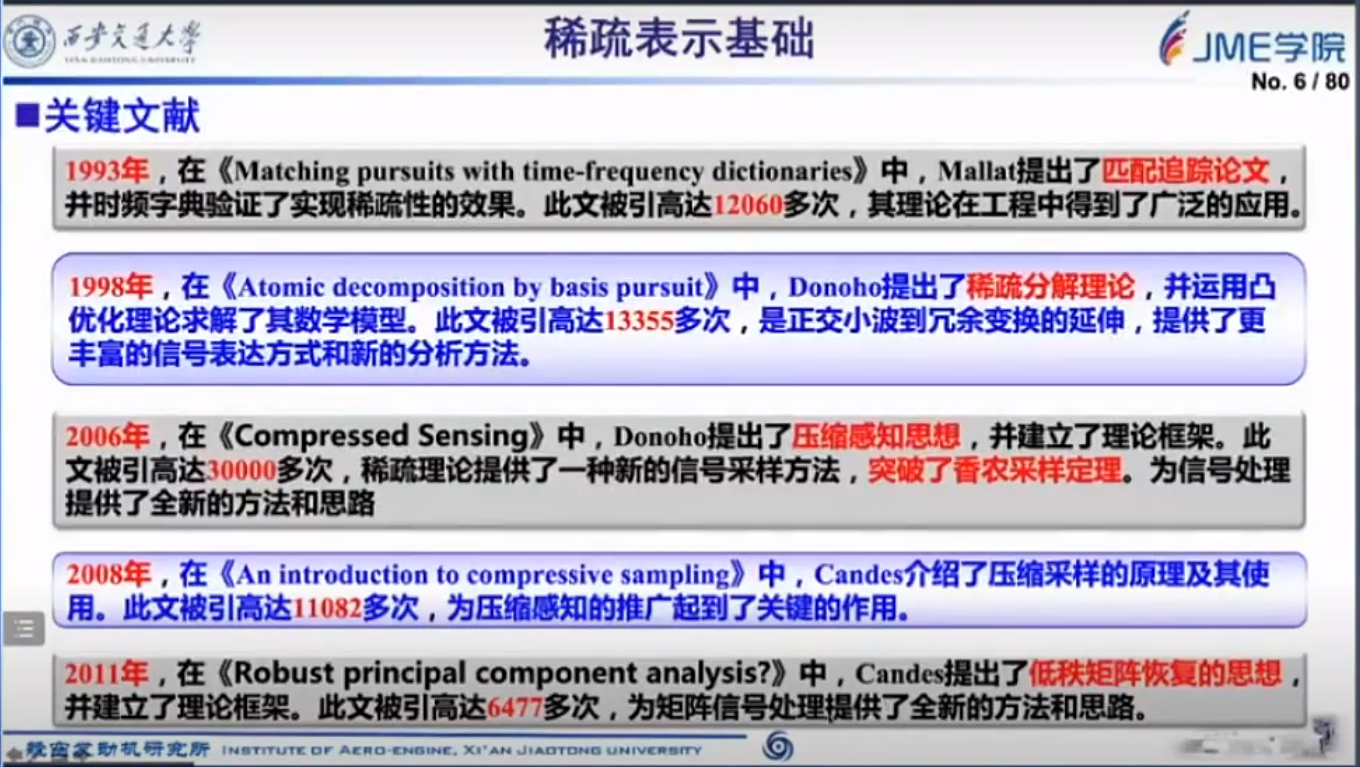 西安交通大学
XI'AN JIAOTONG UNIVERSITY
稀疏表示基础
JME学院
No. 6 / 80
■关键文献
1993年，在《Matching pursuits with time-frequency dictionaries》中，Mallat提出了匹配追踪论文，
并时频字典验证了实现稀疏性的效果。此文被引高达12060多次，其理论在工程中得到了广泛的应用。
1998年，在《Atomic decomposition by basis pursuit》中，Donoho提出了稀疏分解理论，并运用凸
优化理论求解了其数学模型。此文被引高达13355多次，是正交小波到冗余变换的延伸，提供了更
丰富的信号表达方式和新的分析方法。
2006年，在《Compressed Sensing》中，Donoho提出了压缩感知思想，并建立了理论框架。此
文被引高达30000多次，稀疏理论提供了一种新的信号采样方法，突破了香农采样定理。为信号处理
提供了全新的方法和思路
2008年，在《An introduction to compressive sampling》中，Candes介绍了压缩采样的原理及其使
用。此文被引高达11082多次，为压缩感知的推广起到了关键的作用。
2011年，在《Robust principal component analysis?》中，Candes提出了低秩矩阵恢复的思想，
并建立了理论框架。此文被引高达6477多次，为矩阵信号处理提供了全新的方法和思路。
航空发动机研究所 INSTITUTE OF AERO-ENGINE, XI'AN JIAOTONG UNIVERSITY